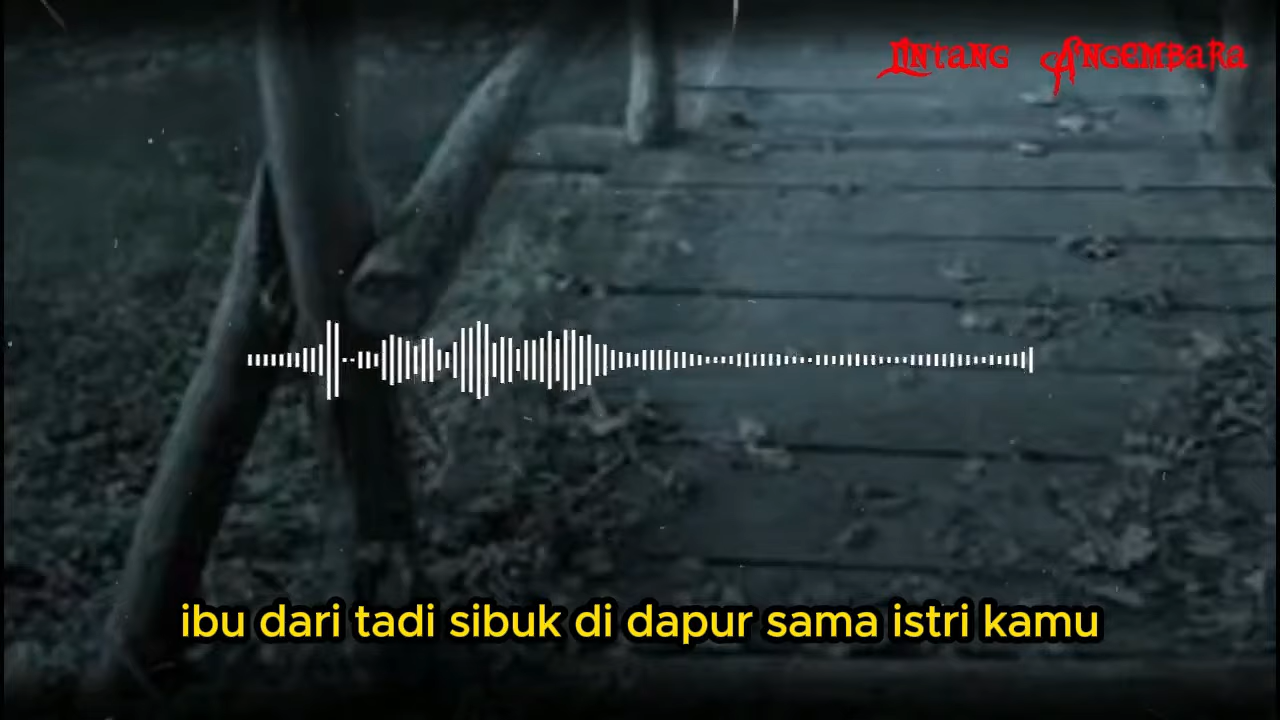 Lintang Angembara
ibu dari tadi sibuk di dapur sama istri kamu